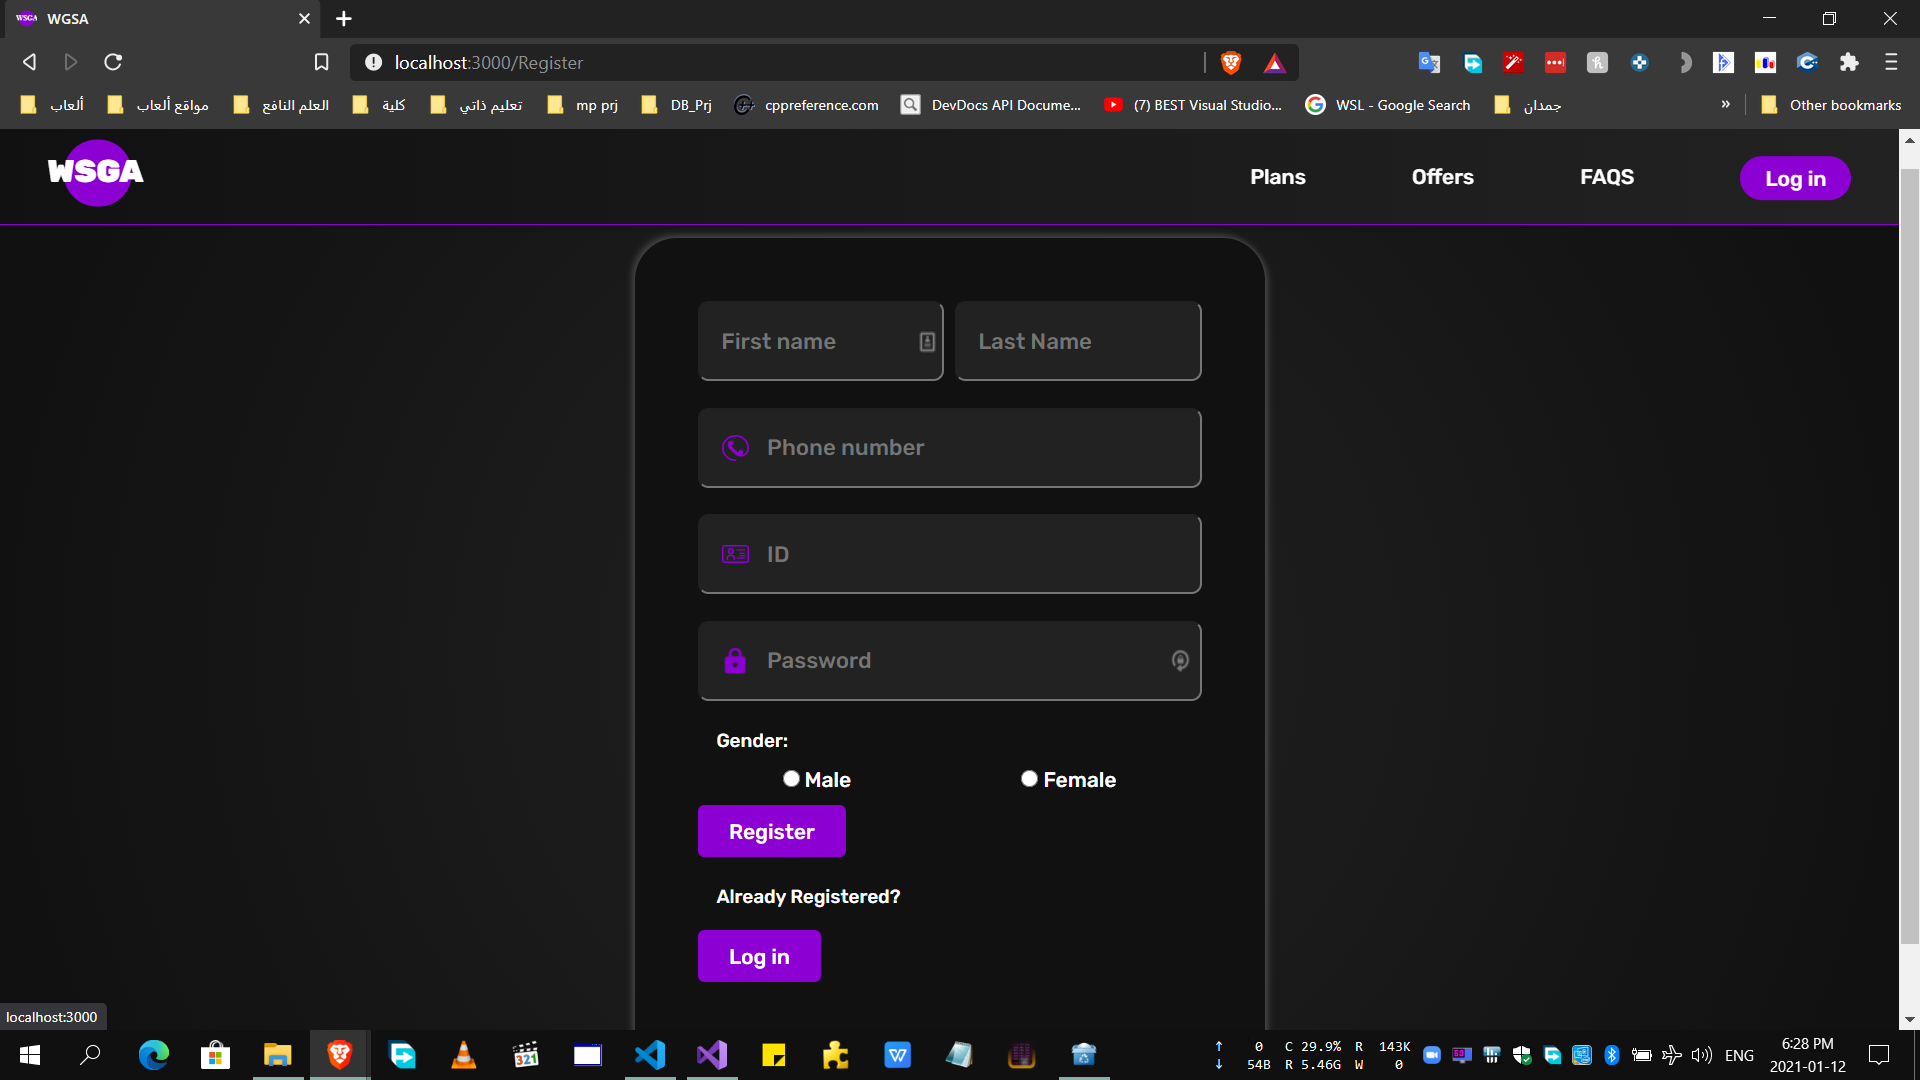 WSGA WGSA
localhost:3000/Register
ألعاب مواقع ألعاب العلم النافع كلية تعليم ذاتي mp prj DB_Prj cppreference.com DevDocs API Docume... (7) BEST Visual Studio... WSL - Google Search جمدان » Other bookmarks
WSGA Plans Offers FAQS Log in
First name Last Name
Phone number
ID
Password
Gender:
Male Female
Register
Already Registered?
Log in
localhost:3000
↑ 0 C 29.9% R 143K
↓ 54B R 5.46G W 0
ENG
6:28 PM
2021-01-12